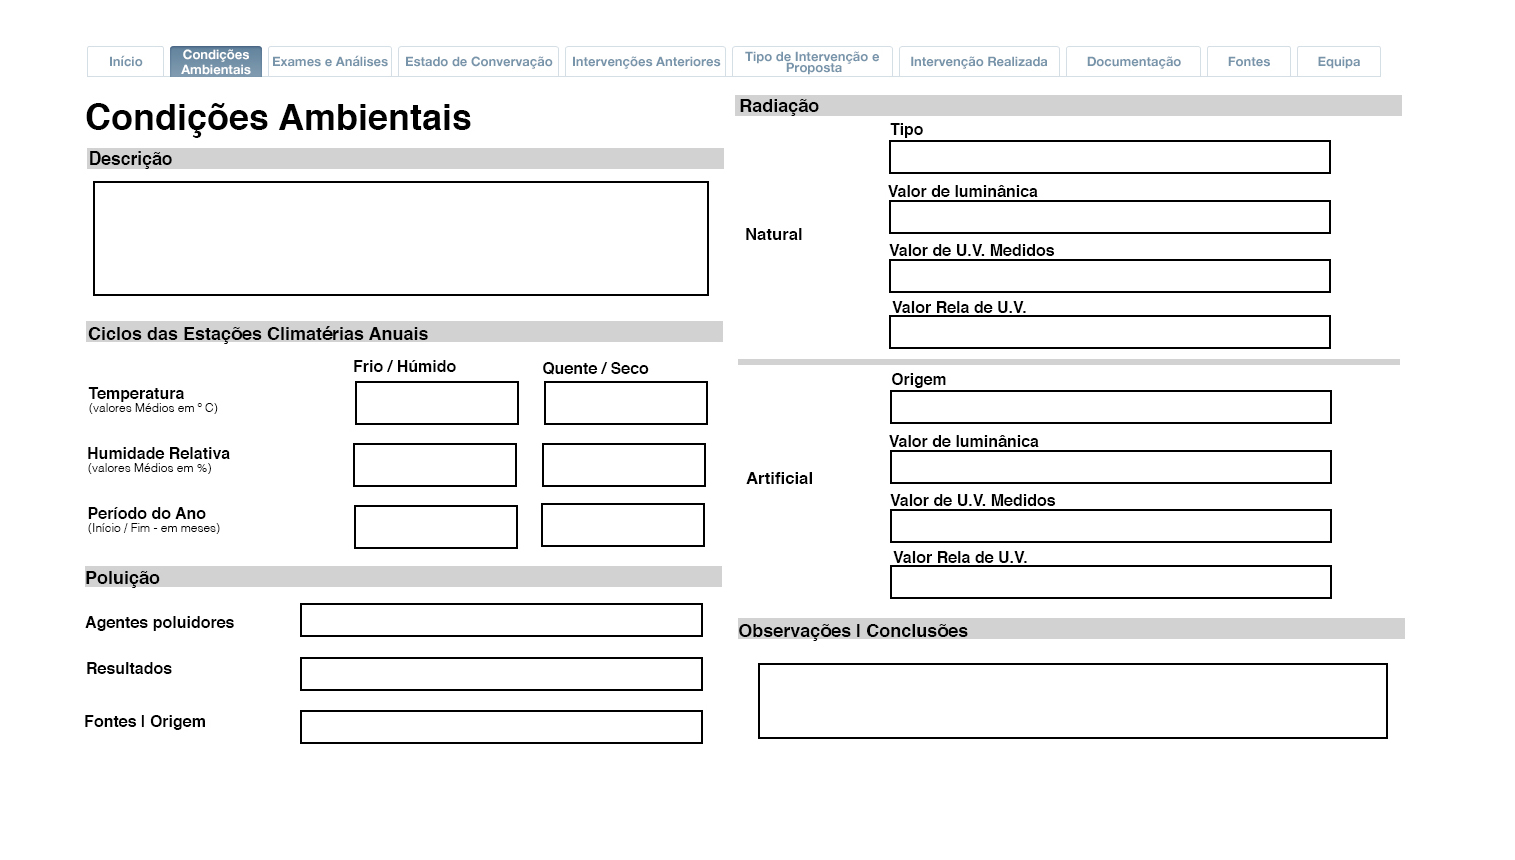 Início
Condições
Ambientais
Exames e Análises
Estado de Convervação
Intervenções Anteriores
Tipo de Intervenção e
Proposta
Intervenção Realizada
Documentação
Fontes
Equipa
Condições Ambientais
Descrição
Ciclos das Estações Climatérias Anuais
Frio / Húmido
Quente / Seco
Temperatura
(valores Médios em º C)
Humidade Relativa
(valores Médios em %)
Período do Ano
(Início / Fim - em meses)
Poluição
Agentes poluidores
Resultados
Fontes | Origem
Radiação
Natural
Tipo
Valor de luminânica
Valor de U.V. Medidos
Valor Rela de U.V.
Artificial
Origem
Valor de luminânica
Valor de U.V. Medidos
Valor Rela de U.V.
Observações | Conclusões